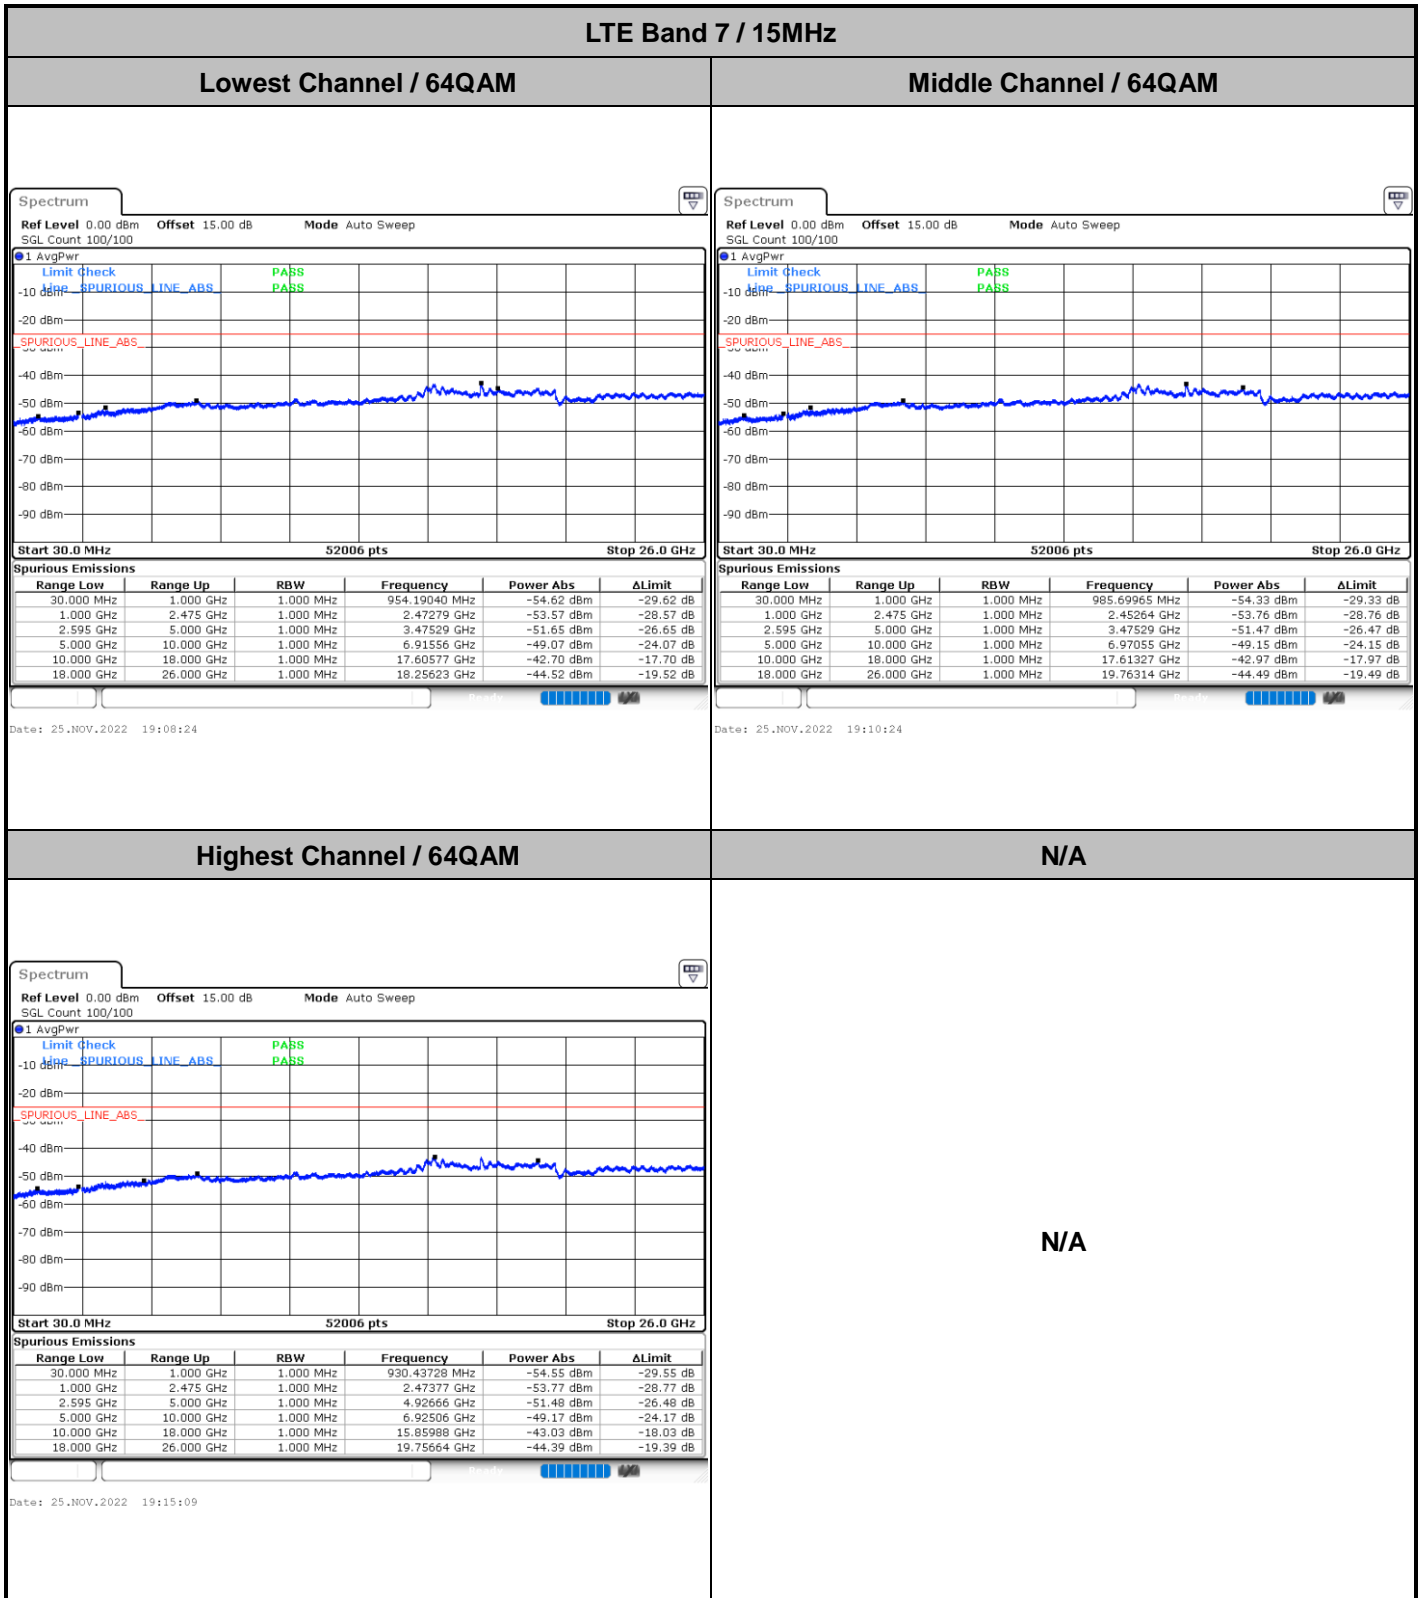 LTE Band 7 / 15MHz
Lowest Channel / 64QAM
Middle Channel / 64QAM
Spectrum
Ref Level 0.00 dBm Offset 15.00 dB Mode Auto Sweep
SGL Count 100/100
1 AvgPwr
Limit Check PASS
Line _SPURIOUS_LINE_ABS_ PASS
-10 dBm
-20 dBm
_SPURIOUS_LINE_ABS_
-40 dBm
-50 dBm
-60 dBm
-70 dBm
-80 dBm
-90 dBm
Start 30.0 MHz 52006 pts Stop 26.0 GHz
Spurious Emissions
Range Low Range Up RBW Frequency Power Abs ΔLimit
30.000 MHz 1.000 GHz 1.000 MHz 954.19040 MHz -54.62 dBm -29.62 dB
1.000 GHz 2.475 GHz 1.000 MHz 2.47279 GHz -53.57 dBm -28.57 dB
2.595 GHz 5.000 GHz 1.000 MHz 3.47529 GHz -51.65 dBm -26.65 dB
5.000 GHz 10.000 GHz 1.000 MHz 6.91556 GHz -49.07 dBm -24.07 dB
10.000 GHz 18.000 GHz 1.000 MHz 17.60577 GHz -42.70 dBm -17.70 dB
18.000 GHz 26.000 GHz 1.000 MHz 18.25623 GHz -44.52 dBm -19.52 dB
Date: 25.NOV.2022 19:08:24
Spectrum
Ref Level 0.00 dBm Offset 15.00 dB Mode Auto Sweep
SGL Count 100/100
1 AvgPwr
Limit Check PASS
Line _SPURIOUS_LINE_ABS_ PASS
-10 dBm
-20 dBm
_SPURIOUS_LINE_ABS_
-40 dBm
-50 dBm
-60 dBm
-70 dBm
-80 dBm
-90 dBm
Start 30.0 MHz 52006 pts Stop 26.0 GHz
Spurious Emissions
Range Low Range Up RBW Frequency Power Abs ΔLimit
30.000 MHz 1.000 GHz 1.000 MHz 985.69965 MHz -54.33 dBm -29.33 dB
1.000 GHz 2.475 GHz 1.000 MHz 2.45264 GHz -53.76 dBm -28.76 dB
2.595 GHz 5.000 GHz 1.000 MHz 3.47529 GHz -51.47 dBm -26.47 dB
5.000 GHz 10.000 GHz 1.000 MHz 6.97055 GHz -49.15 dBm -24.15 dB
10.000 GHz 18.000 GHz 1.000 MHz 17.61327 GHz -42.97 dBm -17.97 dB
18.000 GHz 26.000 GHz 1.000 MHz 19.76314 GHz -44.49 dBm -19.49 dB
Date: 25.NOV.2022 19:10:24
Highest Channel / 64QAM
N/A
Spectrum
Ref Level 0.00 dBm Offset 15.00 dB Mode Auto Sweep
SGL Count 100/100
1 AvgPwr
Limit Check PASS
Line _SPURIOUS_LINE_ABS_ PASS
-10 dBm
-20 dBm
_SPURIOUS_LINE_ABS_
-40 dBm
-50 dBm
-60 dBm
-70 dBm
-80 dBm
-90 dBm
Start 30.0 MHz 52006 pts Stop 26.0 GHz
Spurious Emissions
Range Low Range Up RBW Frequency Power Abs ΔLimit
30.000 MHz 1.000 GHz 1.000 MHz 930.43728 MHz -54.55 dBm -29.55 dB
1.000 GHz 2.475 GHz 1.000 MHz 2.47377 GHz -53.77 dBm -28.77 dB
2.595 GHz 5.000 GHz 1.000 MHz 4.92666 GHz -51.48 dBm -26.48 dB
5.000 GHz 10.000 GHz 1.000 MHz 6.92506 GHz -49.17 dBm -24.17 dB
10.000 GHz 18.000 GHz 1.000 MHz 15.85988 GHz -43.03 dBm -18.03 dB
18.000 GHz 26.000 GHz 1.000 MHz 19.75664 GHz -44.39 dBm -19.39 dB
Date: 25.NOV.2022 19:15:09
N/A